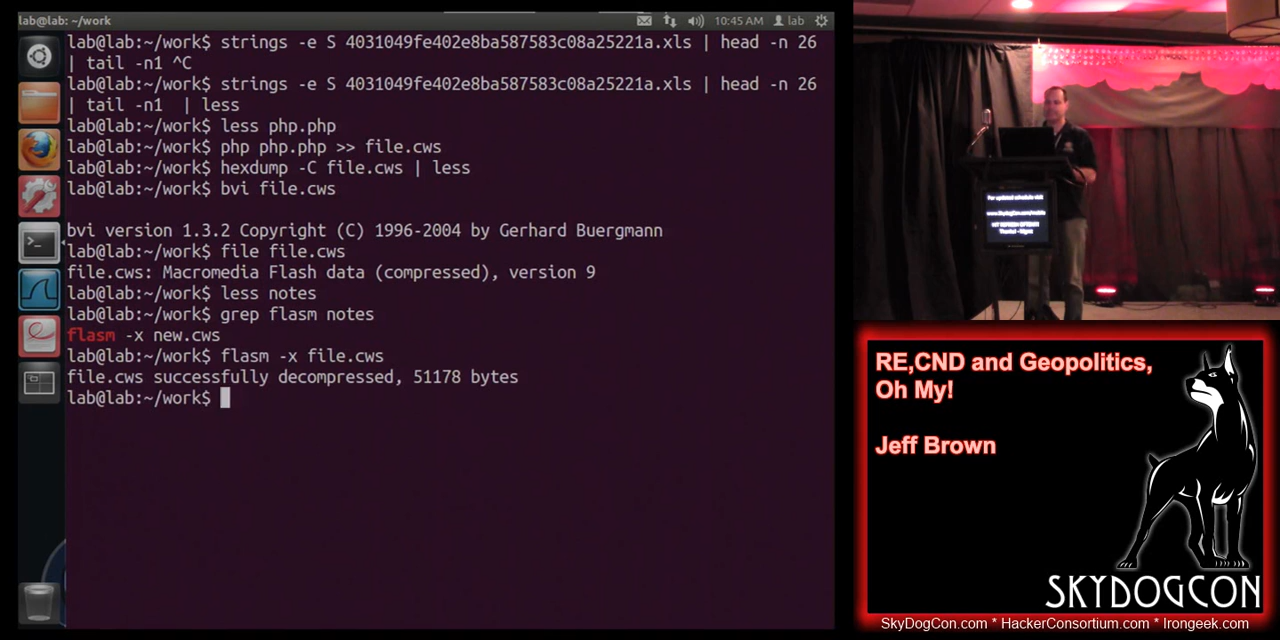 lab@lab: ~/work
10:45 AM
lab
lab@lab:~/work$ strings -e S 4031049fe402e8ba587583c08a25221a.xls | head -n 26
| tail -n1 ^C
lab@lab:~/work$ strings -e S 4031049fe402e8ba587583c08a25221a.xls | head -n 26
| tail -n1  | less
lab@lab:~/work$ less php.php
lab@lab:~/work$ php php.php >> file.cws
lab@lab:~/work$ hexdump -C file.cws | less
lab@lab:~/work$ bvi file.cws
bvi version 1.3.2 Copyright (C) 1996-2004 by Gerhard Buergmann
lab@lab:~/work$ file file.cws
file.cws: Macromedia Flash data (compressed), version 9
lab@lab:~/work$ less notes
lab@lab:~/work$ grep flasm notes
flasm -x new.cws
lab@lab:~/work$ flasm -x file.cws
file.cws successfully decompressed, 51178 bytes
lab@lab:~/work$
For updated schedule visit
RE,CND and Geopolitics,
Oh My!
Jeff Brown
SKYDOGCON
SkyDogCon.com * HackerConsortium.com * Irongeek.com